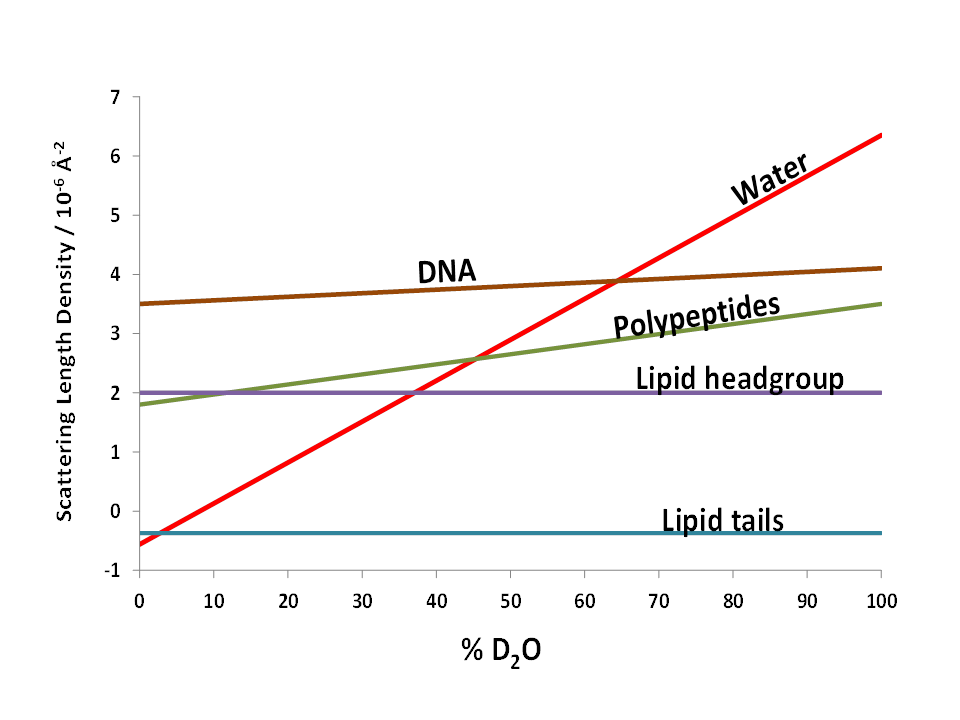 Scattering Length Density / 10⁻⁶ Å⁻²
7
6
5
4
3
2
1
0
-1
Water
DNA
Polypeptides
Lipid headgroup
Lipid tails
0 10 20 30 40 50 60 70 80 90 100
% D₂O